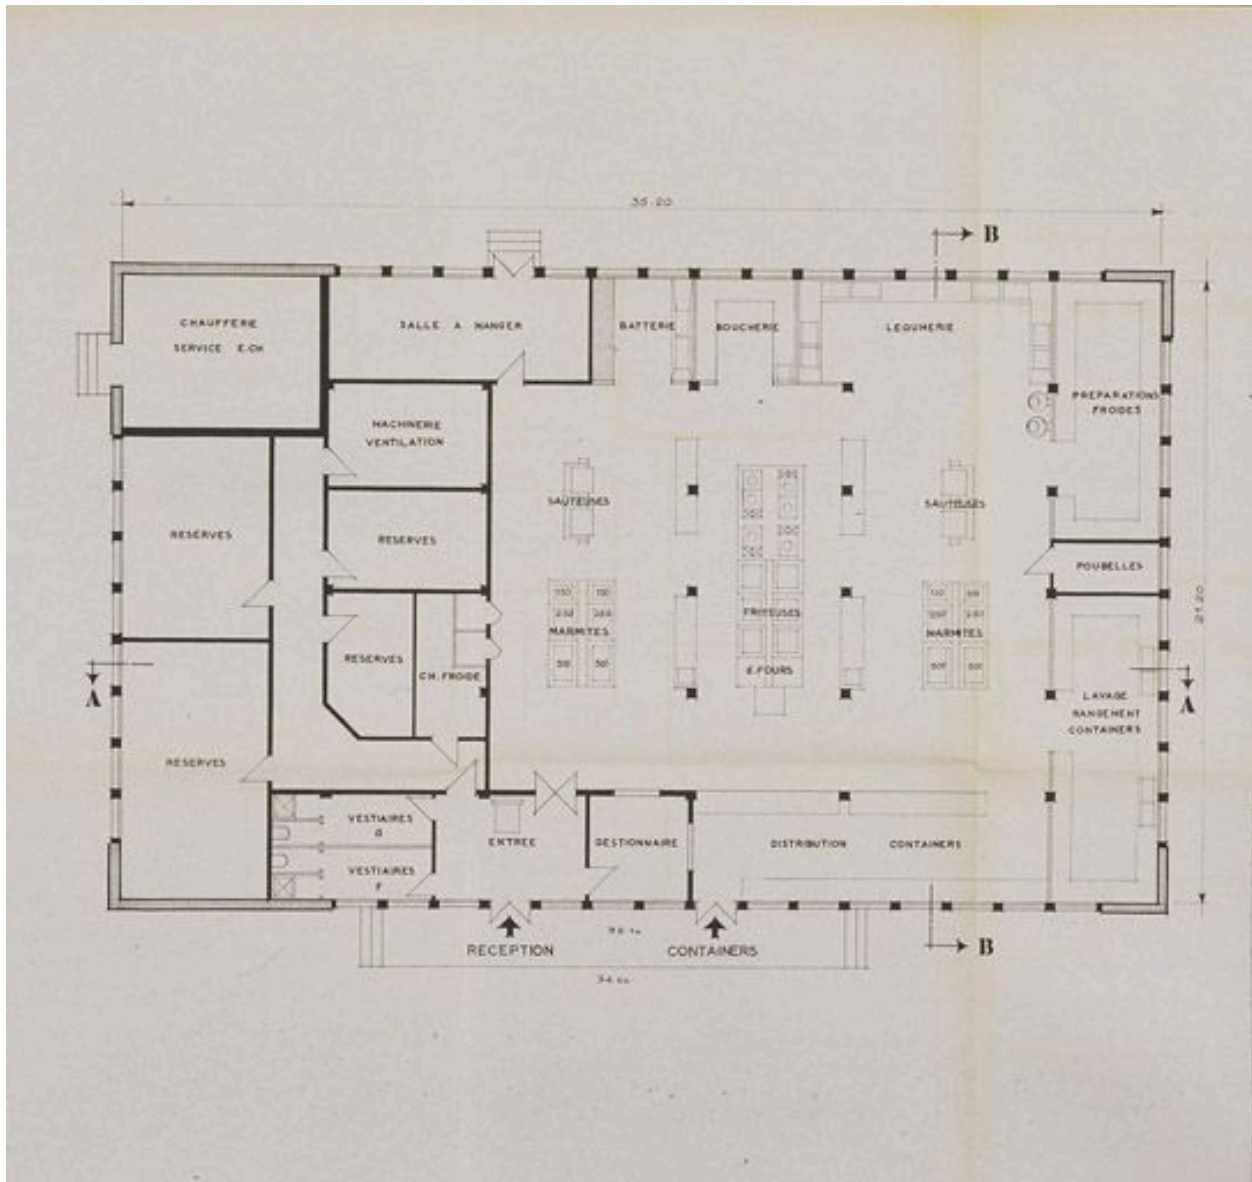 35.20
B
CHAUFFERIE
SERVICE E.CH
SALLE A MANGER
BATTERIE
BOUCHERIE
LEGUMERIE
PREPARATIONS
FROIDES
MACHINERIE
VENTILATION
SAUTEUSES
SAUTEUSES
RESERVES
RESERVES
POUBELLES
21.20
FRITEUSES
MARMITES
MARMITES
RESERVES
CH. FROIDE
E. FOURS
A
A
LAVAGE
RANGEMENT
CONTAINERS
RESERVES
VESTIAIRES
G
ENTREE
GESTIONNAIRE
DISTRIBUTION CONTAINERS
VESTIAIRES
F
RECEPTION
CONTAINERS
B